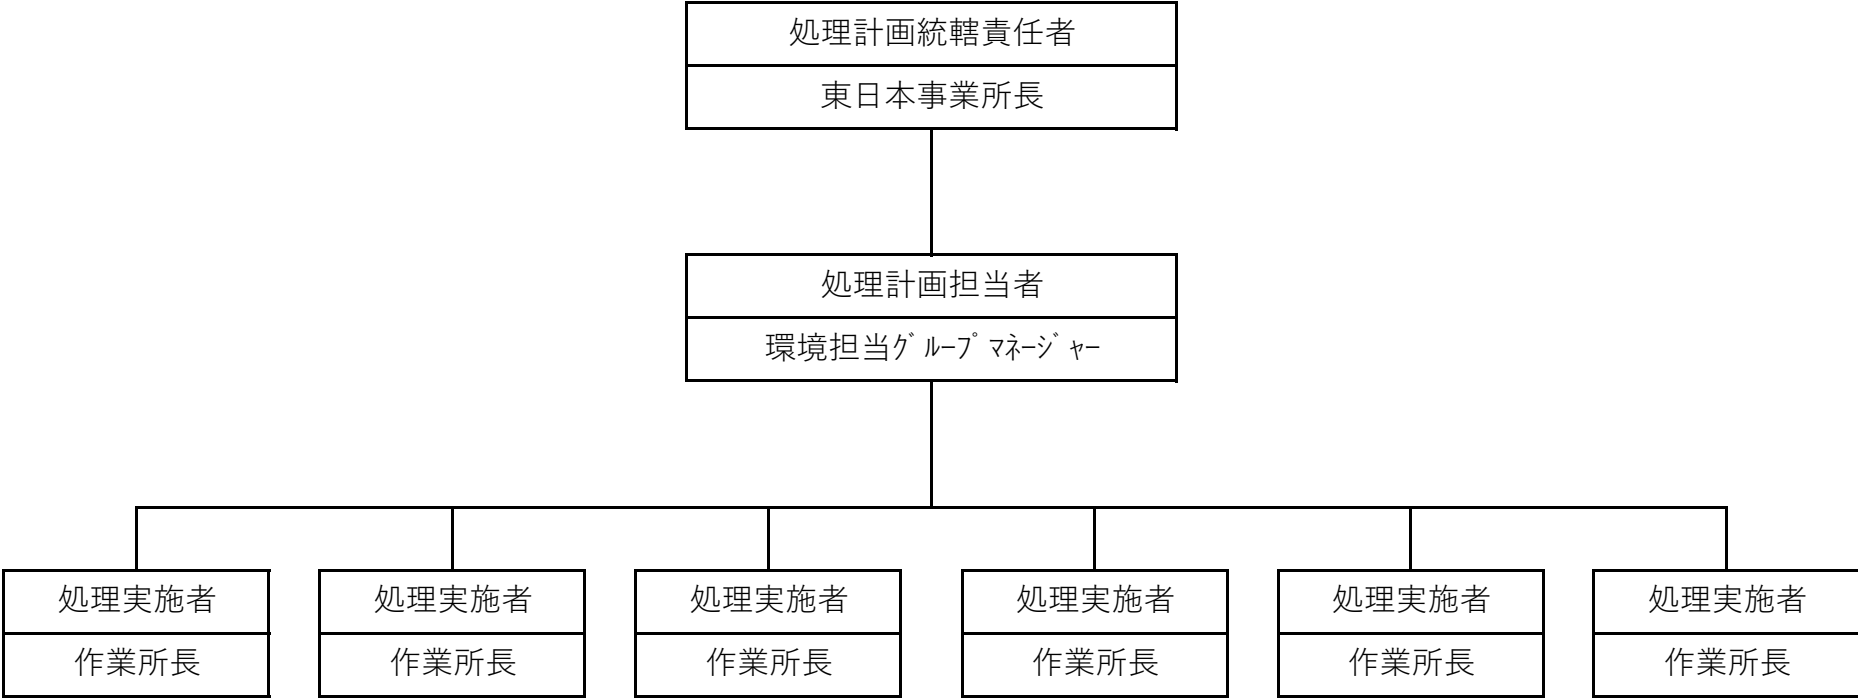 処理計画統轄責任者
東日本事業所長
処理計画担当者
環境担当ｸﾞﾙｰﾌﾟﾏﾈｰｼﾞｬｰ
処理実施者 処理実施者 処理実施者 処理実施者 処理実施者 処理実施者
作業所長 作業所長 作業所長 作業所長 作業所長 作業所長